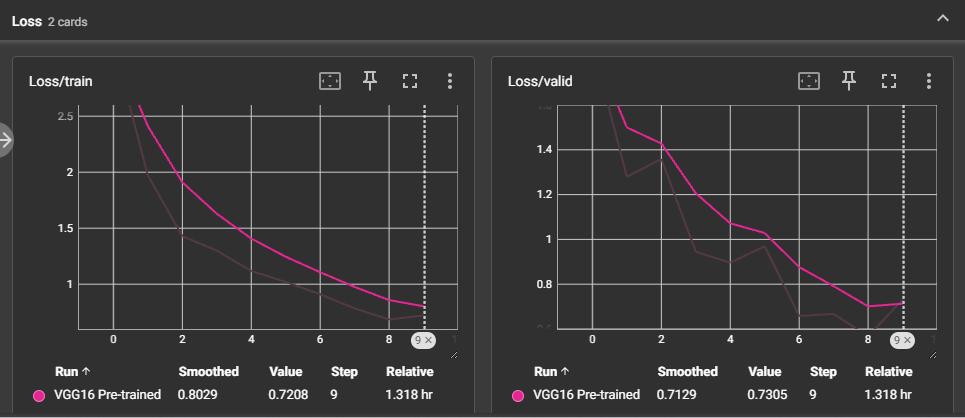 Loss 2 cards
Loss/train
2.5
2
1.5
1
0 2 4 6 8 9 ×
Run ↑ Smoothed Value Step Relative
VGG16 Pre-trained 0.8029 0.7208 9 1.318 hr
Loss/valid
1.4
1.2
1
0.8
0.6
0 2 4 6 8 9 ×
Run ↑ Smoothed Value Step Relative
VGG16 Pre-trained 0.7129 0.7305 9 1.318 hr